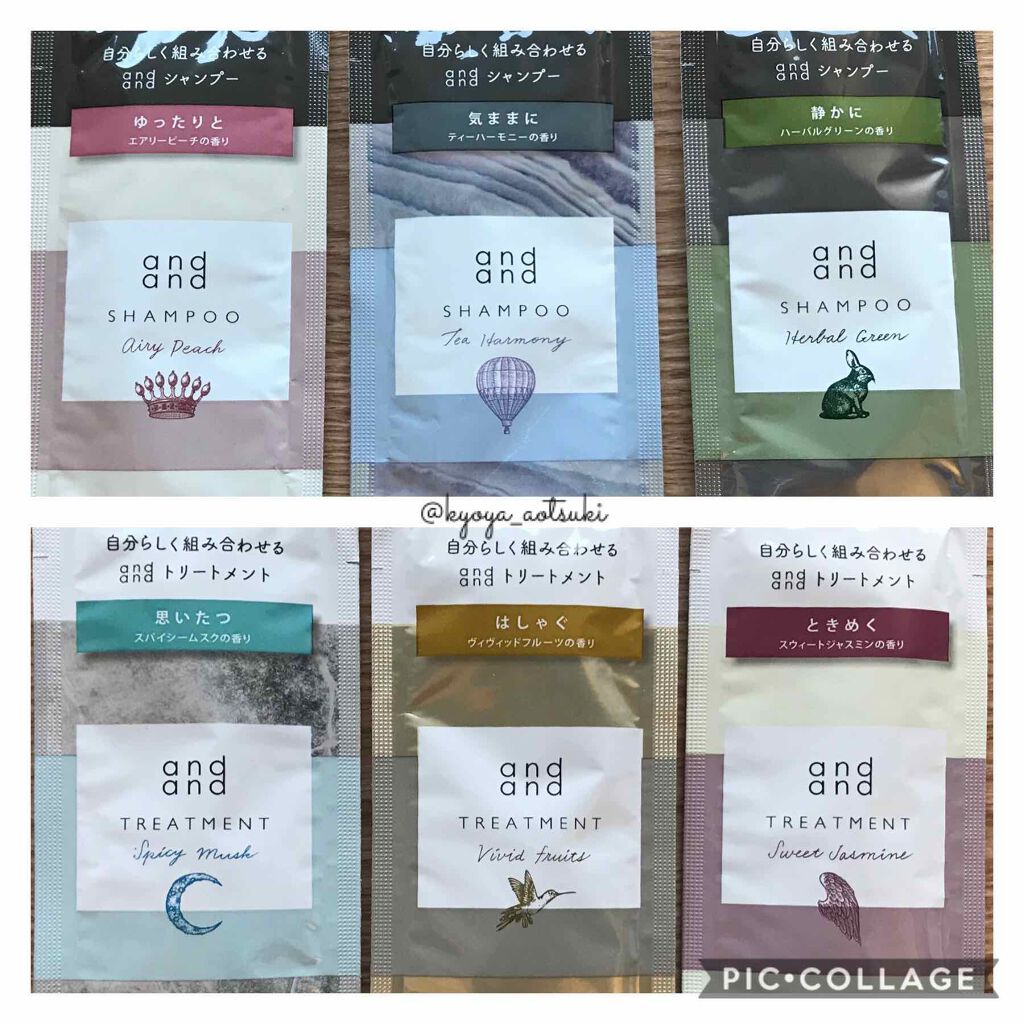 自分らしく組み合わせる
and and シャンプー
ゆったりと
エアリーピーチの香り
and
and
SHAMPOO
Airy Peach
自分らしく組み合わせる
and and シャンプー
気ままに
ティーハーモニーの香り
and
and
SHAMPOO
Tea Harmony
自分らしく組み合わせる
and and シャンプー
静かに
ハーバルグリーンの香り
and
and
SHAMPOO
Herbal Green
@kyoya_aotsuki
自分らしく組み合わせる
and and トリートメント
思いたつ
スパイシームスクの香り
and
and
TREATMENT
Spicy Musk
自分らしく組み合わせる
and and トリートメント
はしゃぐ
ヴィヴィッドフルーツの香り
and
and
TREATMENT
Vivid Fruits
自分らしく組み合わせる
and and トリートメント
ときめく
スウィートジャスミンの香り
and
and
TREATMENT
Sweet Jasmine
PIC•COLLAGE